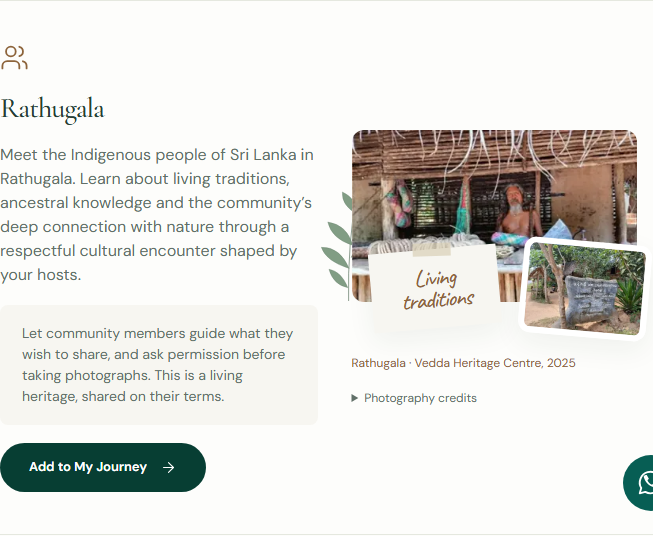 Rathugala
Meet the Indigenous people of Sri Lanka in
Rathugala. Learn about living traditions,
ancestral knowledge and the community’s
deep connection with nature through a
respectful cultural encounter shaped by
your hosts.
Let community members guide what they
wish to share, and ask permission before
taking photographs. This is a living
heritage, shared on their terms.
Add to My Journey
Living
traditions
Rathugala · Vedda Heritage Centre, 2025
Photography credits